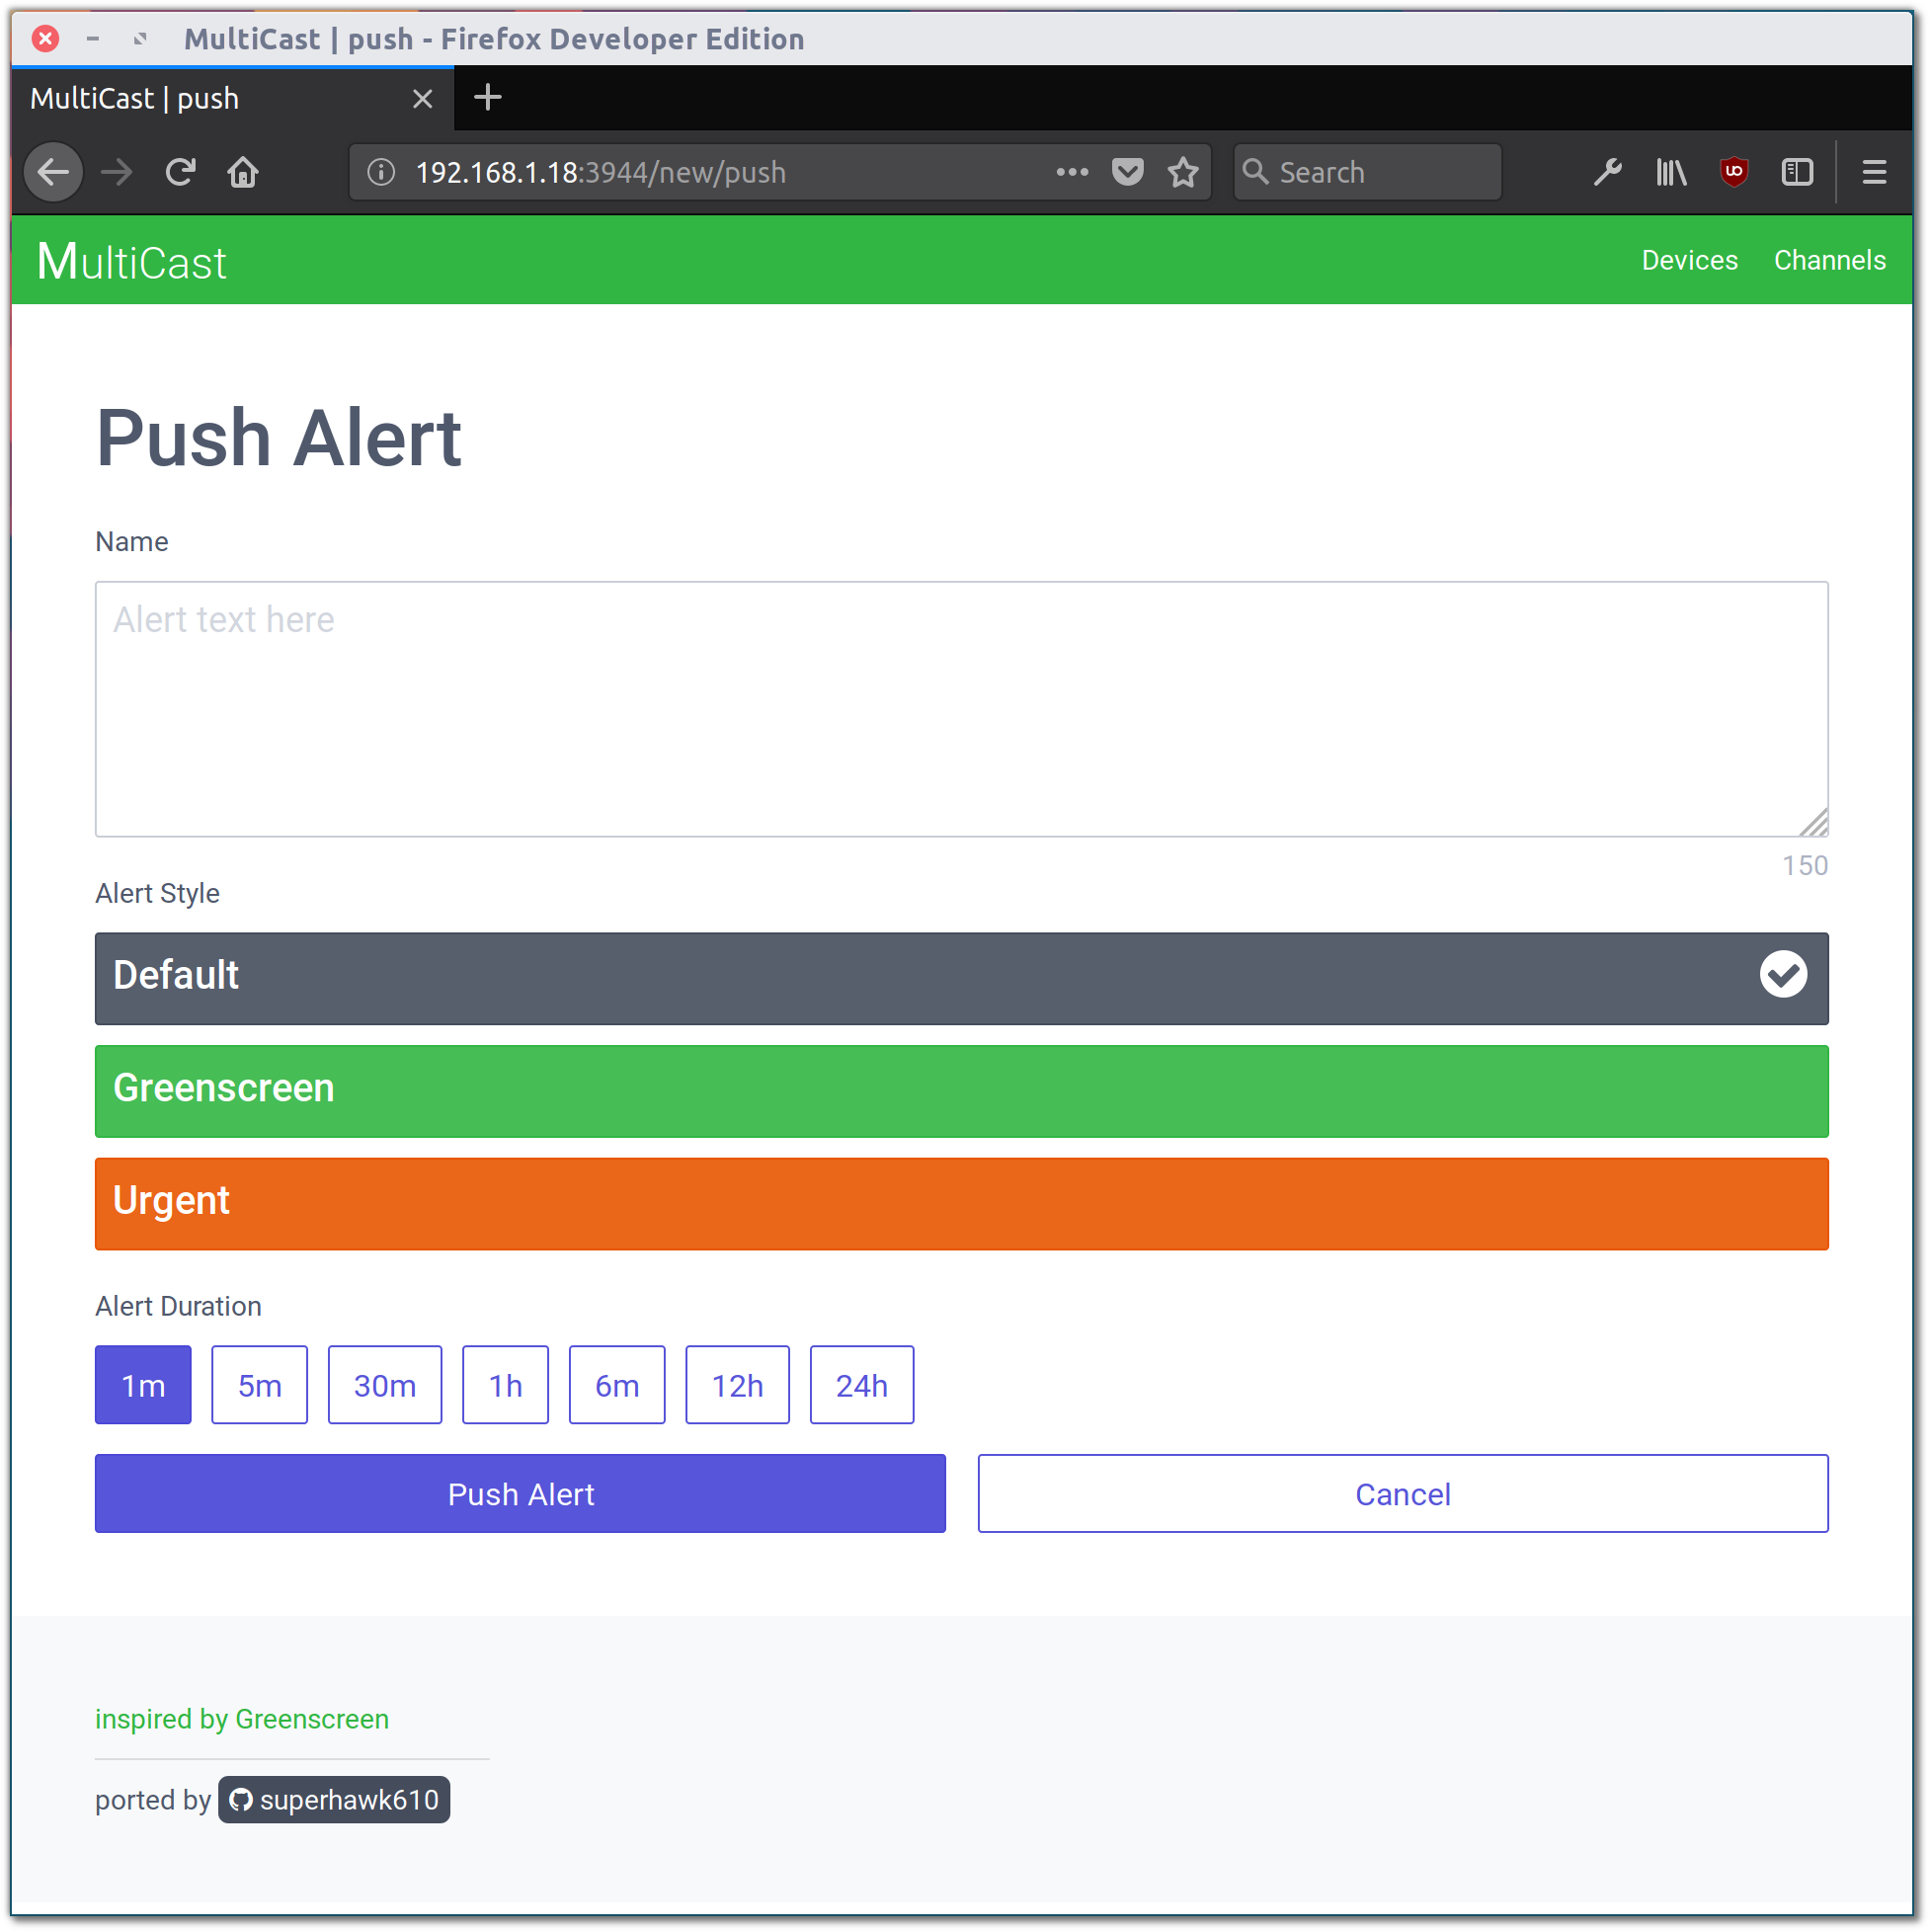 MultiCast | push - Firefox Developer Edition
MultiCast | push
192.168.1.18:3944/new/push
Search
MultiCast
Devices
Channels
Push Alert
Name
Alert text here
150
Alert Style
Default
Greenscreen
Urgent
Alert Duration
1m 5m 30m 1h 6m 12h 24h
Push Alert
Cancel
inspired by Greenscreen
ported by superhawk610